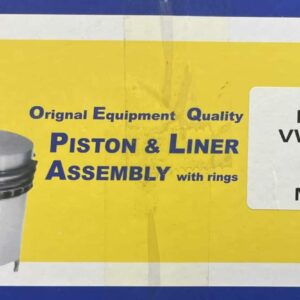 Orignal Equipment Quality
PISTON & LINER
ASSEMBLY with rings